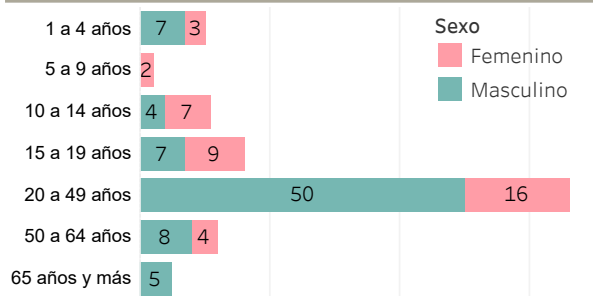 1 a 4 años 7 3
5 a 9 años 2
10 a 14 años 4 7
15 a 19 años 7 9
20 a 49 años 50 16
50 a 64 años 8 4
65 años y más 5
Sexo
Femenino
Masculino